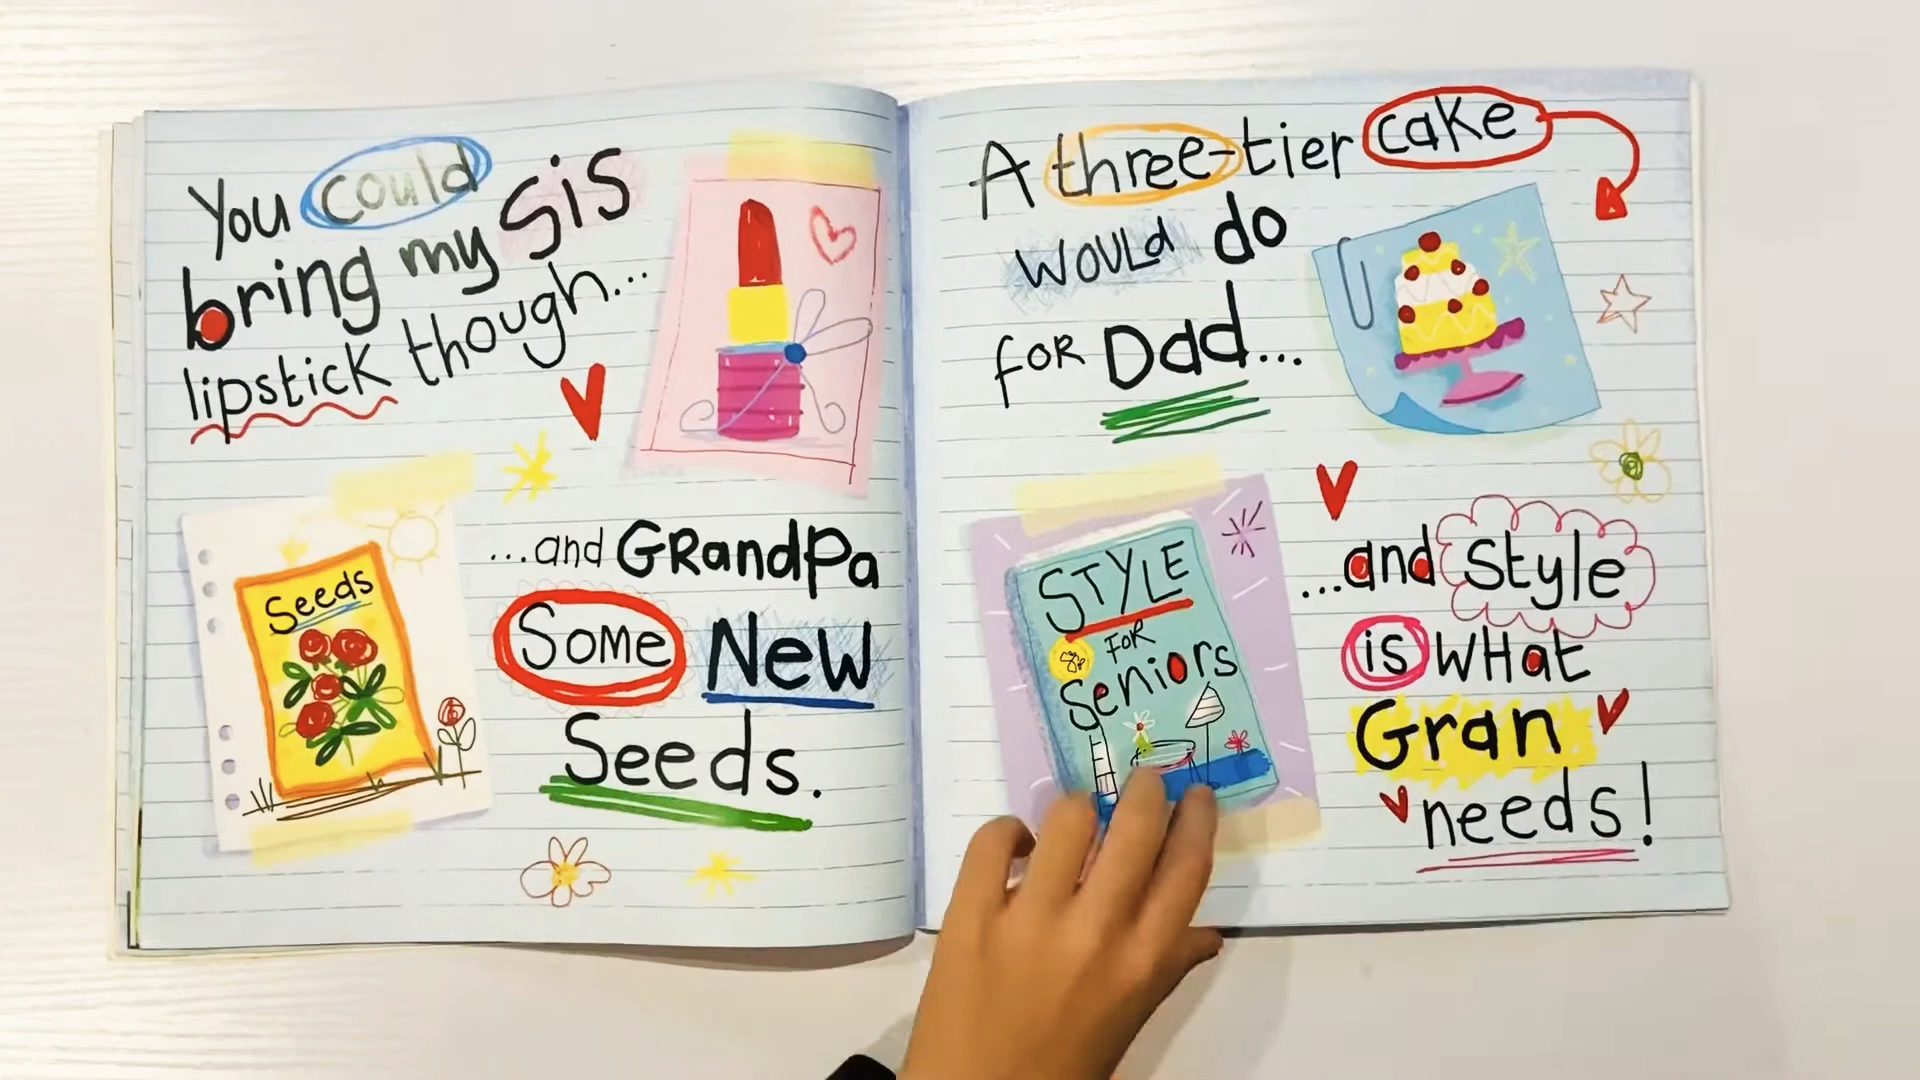 You could
bring my sis
lipstick though...
Seeds
...and GRandPa
Some New
Seeds.
A three-tier cake
would do
for Dad...
STYLE
FOR
Seniors
...and Style
is WHat
Gran
needs!